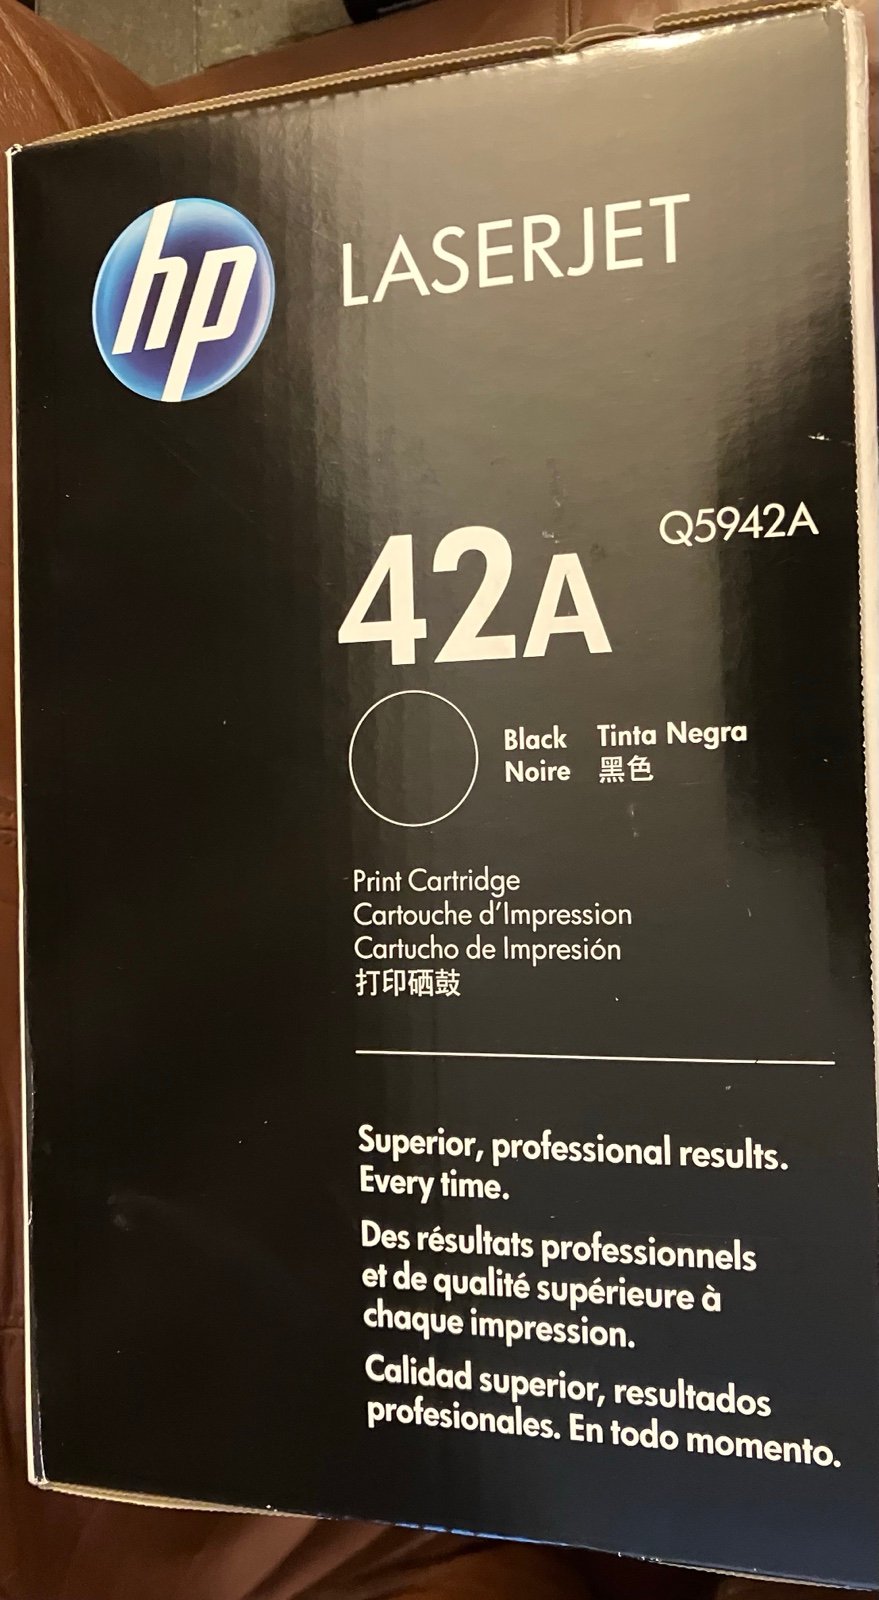 hp
LASERJET
42A
Q5942A
Black Tinta Negra
Noire 黑色
Print Cartridge
Cartouche d'Impression
Cartucho de Impresión
打印硒鼓
Superior, professional results.
Every time.
Des résultats professionnels
et de qualité supérieure à
chaque impression.
Calidad superior, resultados
profesionales. En todo momento.